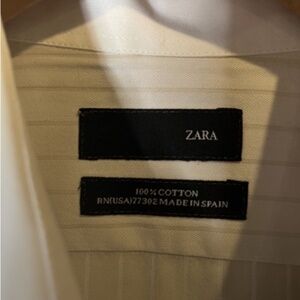 ZARA
100% COTTON
RN(USA)77302 MADE IN SPAIN